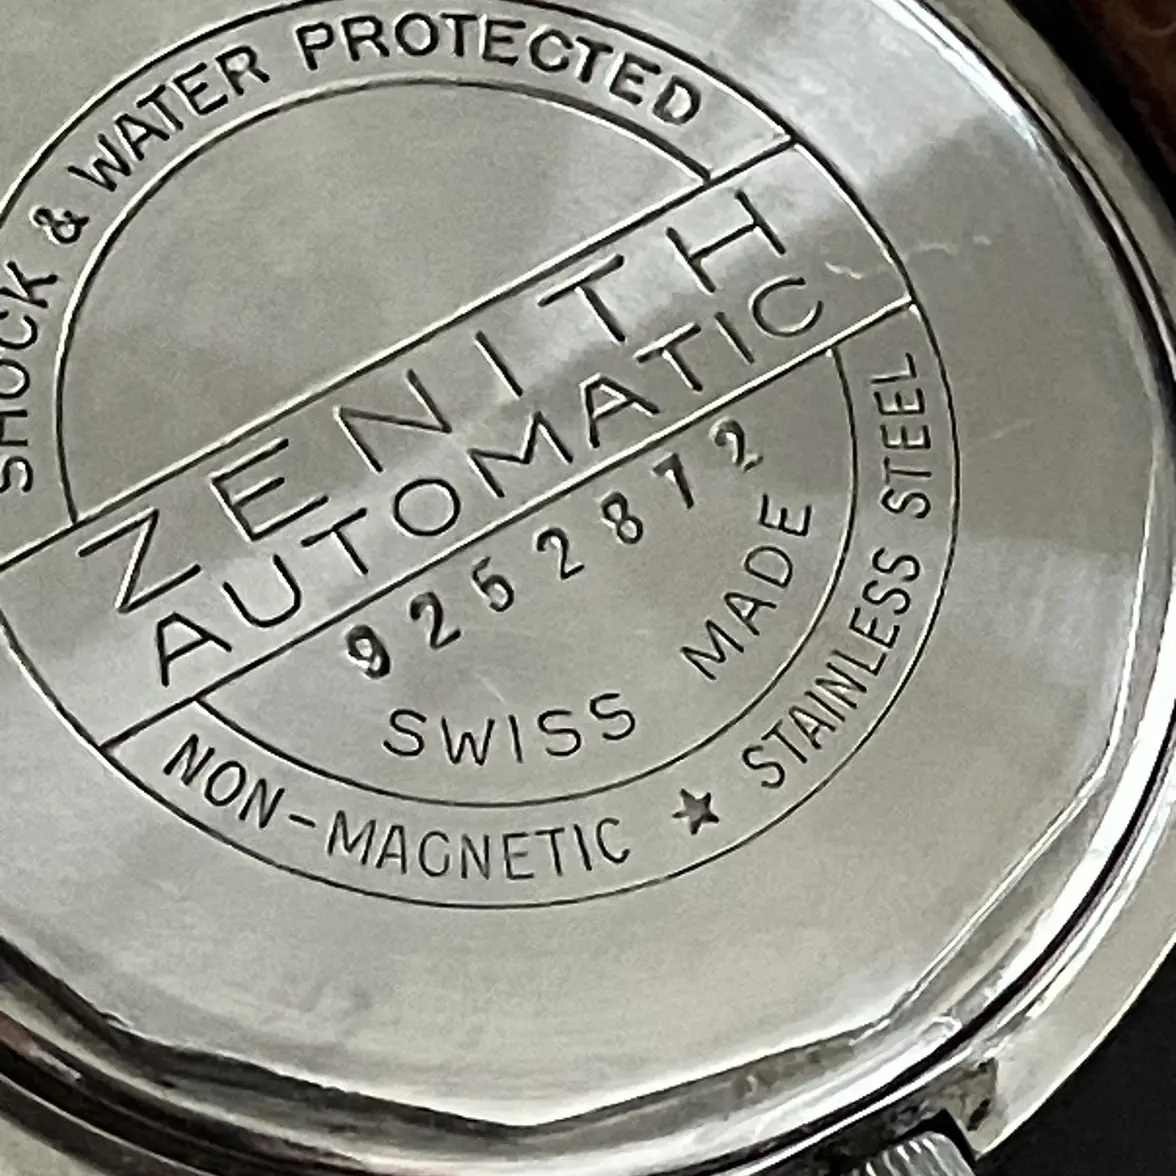 SHOCK & WATER PROTECTED
ZENITH
AUTOMATIC
9252872
SWISS MADE
NON-MAGNETIC ★ STAINLESS STEEL